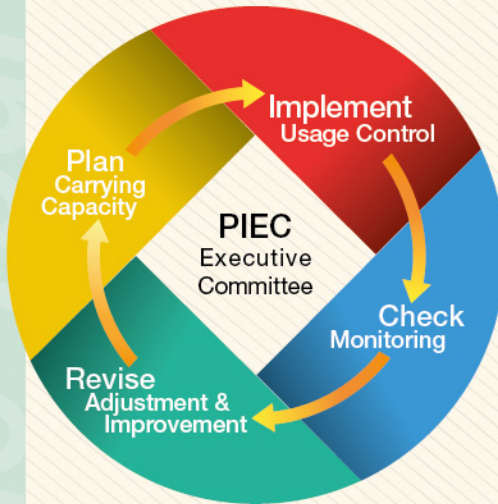 Implement
Usage Control
Plan
Carrying
Capacity
PIEC
Executive
Committee
Check
Monitoring
Revise
Adjustment &
Improvement